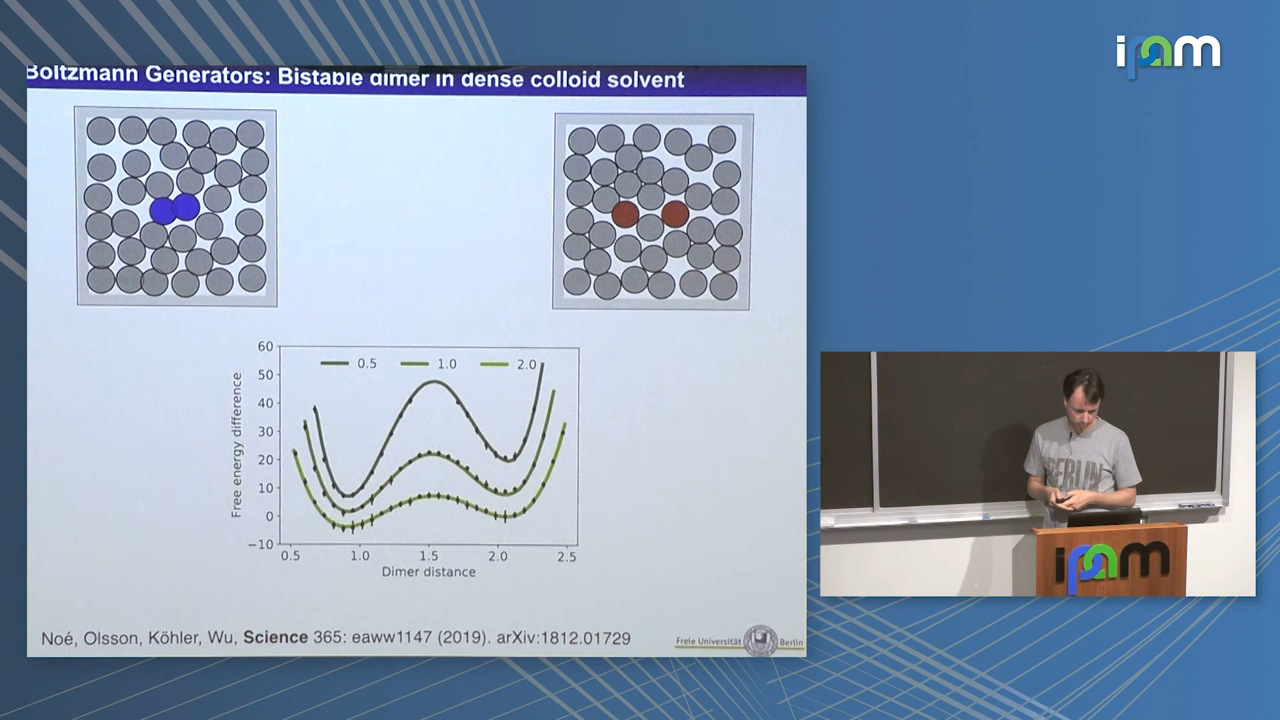 ipam
Boltzmann Generators: Bistable dimer in dense colloid solvent
60
50
40
30
20
10
0
−10
Free energy difference
0.5
1.0
2.0
0.5
1.0
1.5
2.0
2.5
Dimer distance
Noé, Olsson, Köhler, Wu, Science 365: eaww1147 (2019). arXiv:1812.01729
Freie Universität Berlin
BERLIN
ipam